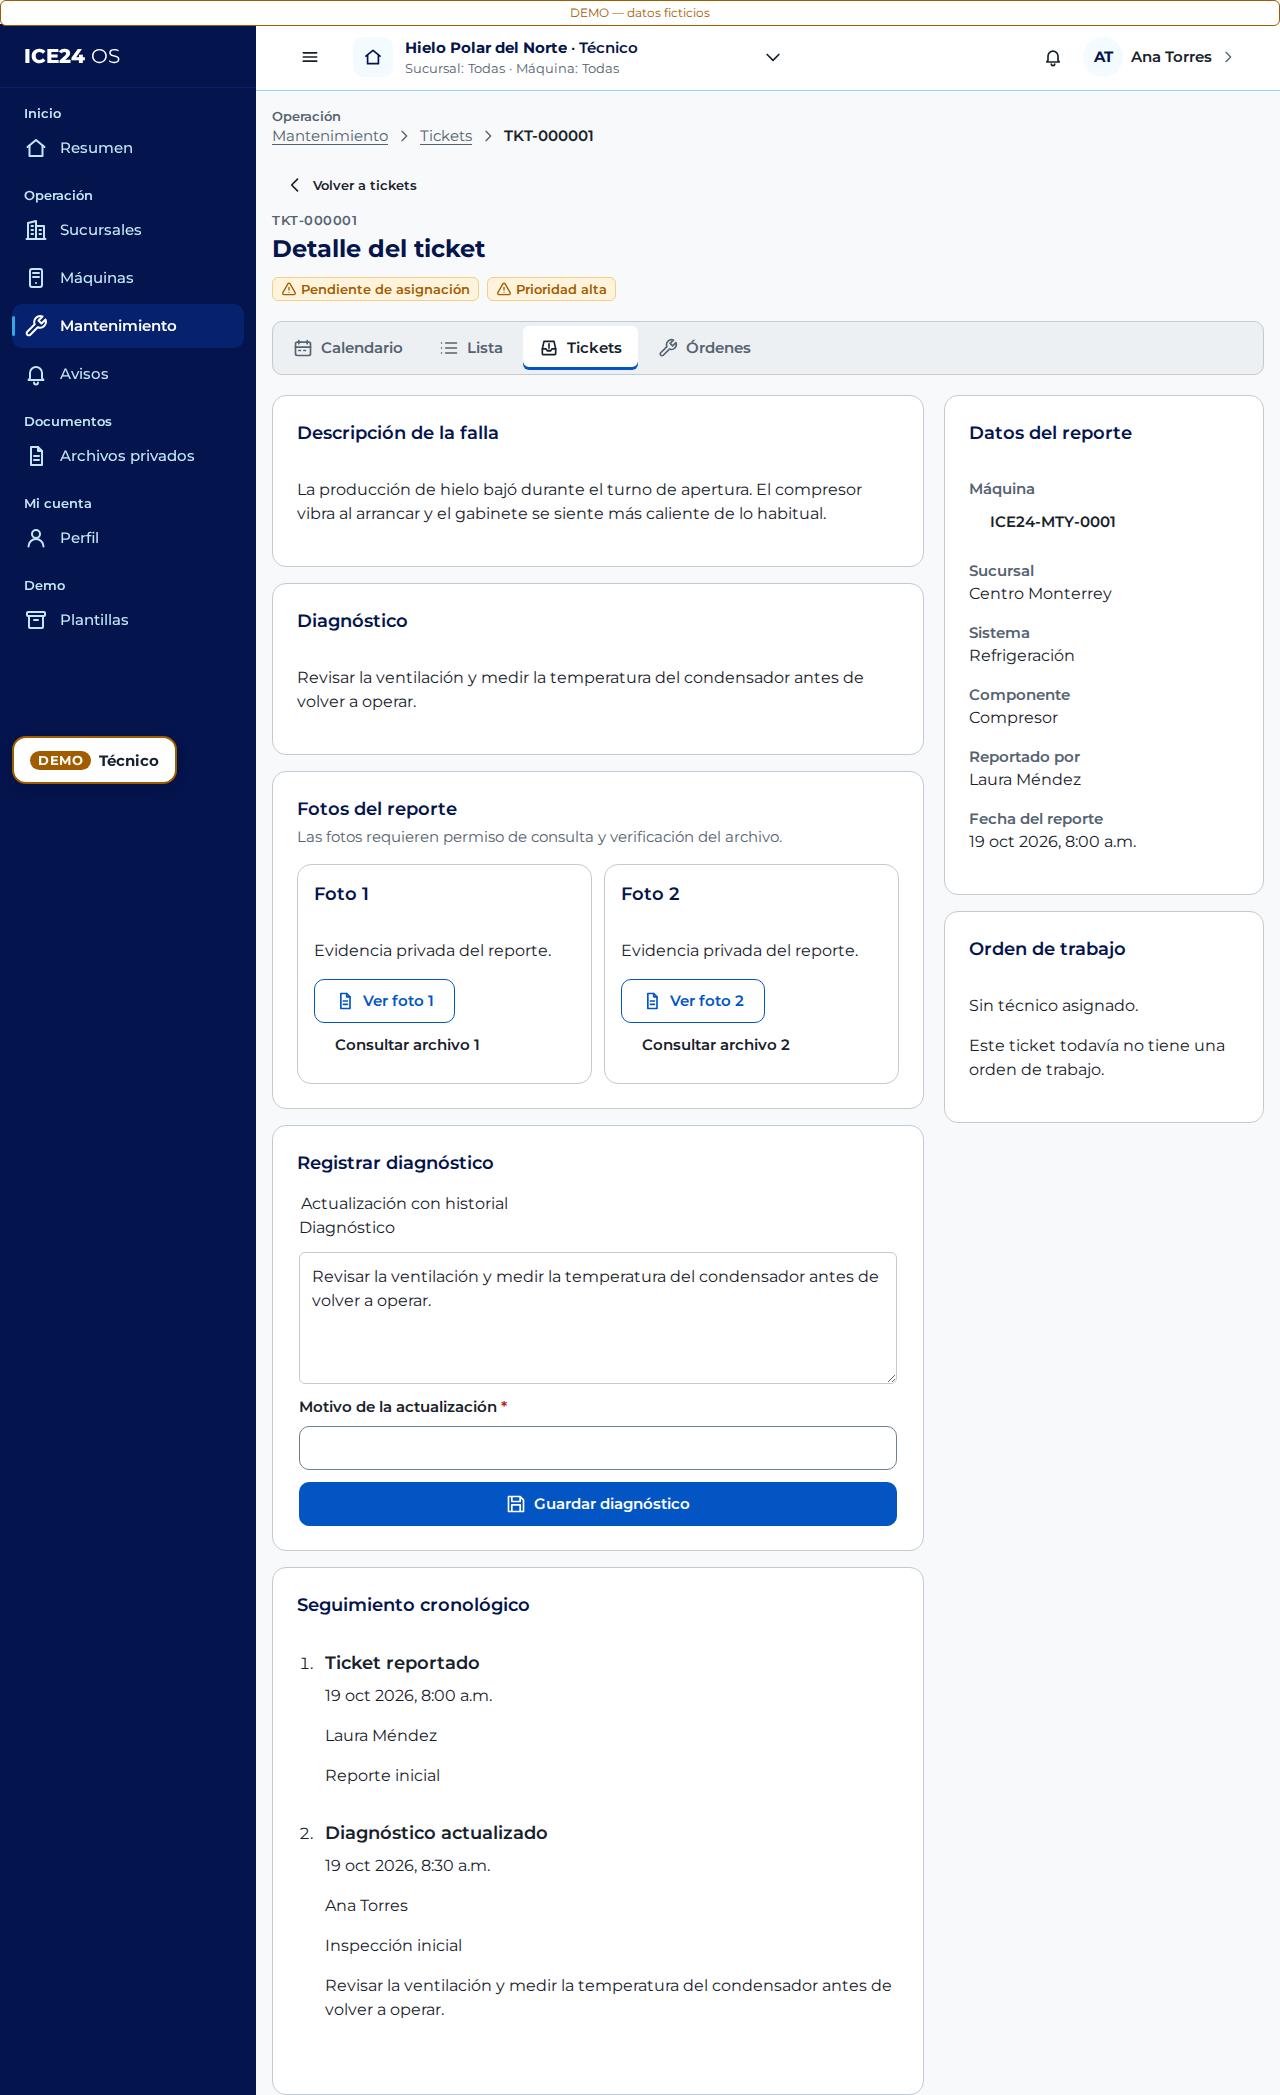 DEMO — datos ficticios
ICE24 OS
Inicio
Resumen
Operación
Sucursales
Máquinas
Mantenimiento
Avisos
Documentos
Archivos privados
Mi cuenta
Perfil
Demo
Plantillas
DEMO Técnico
Hielo Polar del Norte · Técnico
Sucursal: Todas · Máquina: Todas
AT Ana Torres
Operación
Mantenimiento > Tickets > TKT-000001
Volver a tickets
TKT-000001
Detalle del ticket
Pendiente de asignación Prioridad alta
Calendario Lista Tickets Órdenes
Descripción de la falla
La producción de hielo bajó durante el turno de apertura. El compresor
vibra al arrancar y el gabinete se siente más caliente de lo habitual.
Diagnóstico
Revisar la ventilación y medir la temperatura del condensador antes de
volver a operar.
Fotos del reporte
Las fotos requieren permiso de consulta y verificación del archivo.
Foto 1
Evidencia privada del reporte.
Ver foto 1
Consultar archivo 1
Foto 2
Evidencia privada del reporte.
Ver foto 2
Consultar archivo 2
Registrar diagnóstico
Actualización con historial
Diagnóstico
Revisar la ventilación y medir la temperatura del condensador antes de
volver a operar.
Motivo de la actualización *
Guardar diagnóstico
Seguimiento cronológico
1. Ticket reportado
19 oct 2026, 8:00 a.m.
Laura Méndez
Reporte inicial
2. Diagnóstico actualizado
19 oct 2026, 8:30 a.m.
Ana Torres
Inspección inicial
Revisar la ventilación y medir la temperatura del condensador antes de
volver a operar.
Datos del reporte
Máquina
ICE24-MTY-0001
Sucursal
Centro Monterrey
Sistema
Refrigeración
Componente
Compresor
Reportado por
Laura Méndez
Fecha del reporte
19 oct 2026, 8:00 a.m.
Orden de trabajo
Sin técnico asignado.
Este ticket todavía no tiene una
orden de trabajo.